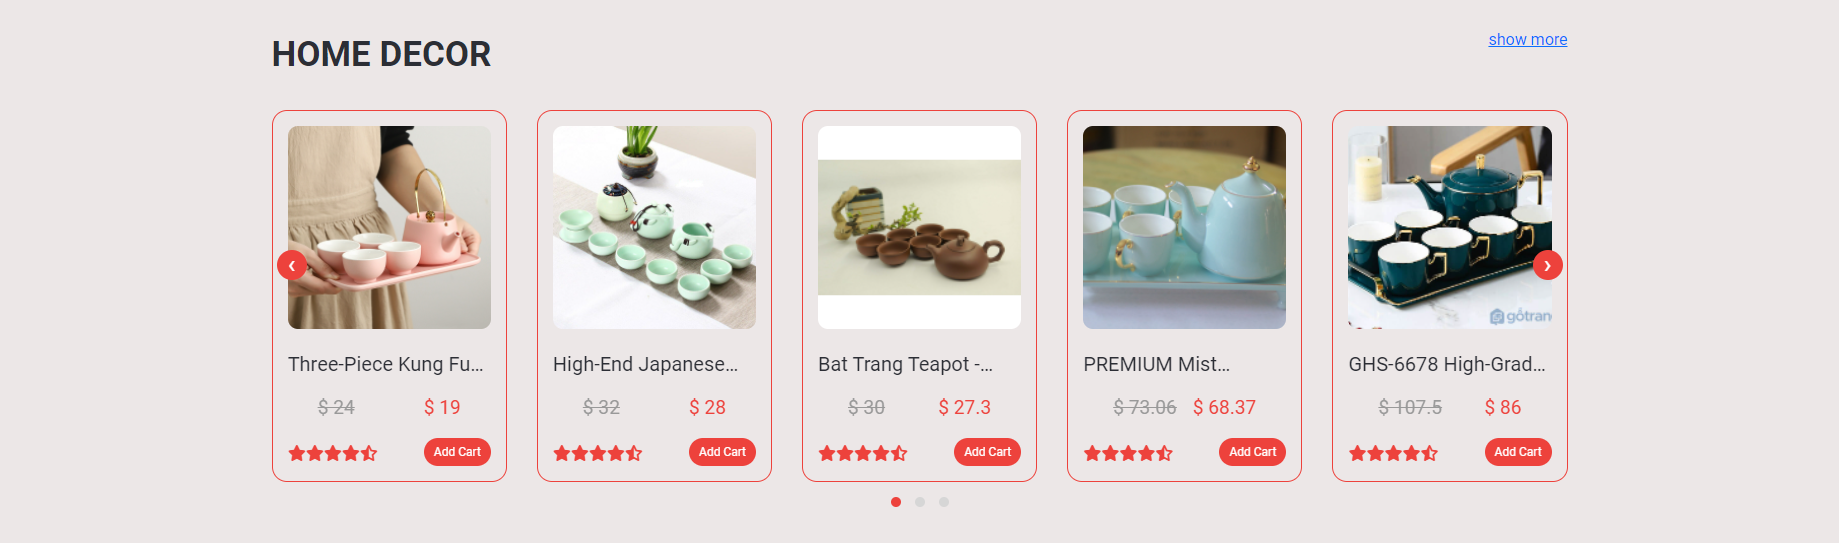 HOME DECOR
show more
Three-Piece Kung Fu...
$ 24 $ 19
Add Cart
High-End Japanese...
$ 32 $ 28
Add Cart
Bat Trang Teapot -...
$ 30 $ 27.3
Add Cart
PREMIUM Mist...
$ 73.06 $ 68.37
Add Cart
gỗtran
GHS-6678 High-Grad...
$ 107.5 $ 86
Add Cart